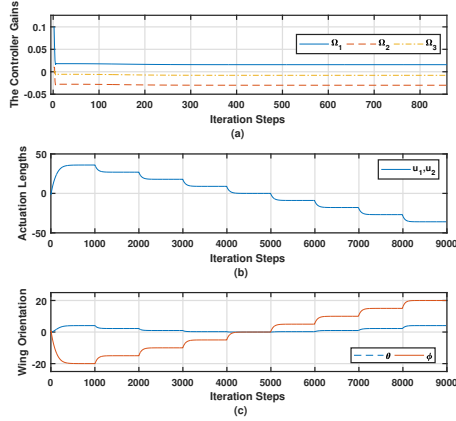 The Controller Gains
0.1
0.05
0
-0.05
Ω1 Ω2 Ω3
0 100 200 300 400 500 600 700 800
Iteration Steps
(a)
Actuation Lengths
50
0
-50
u1,u2
0 1000 2000 3000 4000 5000 6000 7000 8000 9000
Iteration Steps
(b)
Wing Orientation
20
0
-20
θ φ
0 1000 2000 3000 4000 5000 6000 7000 8000 9000
Iteration Steps
(c)